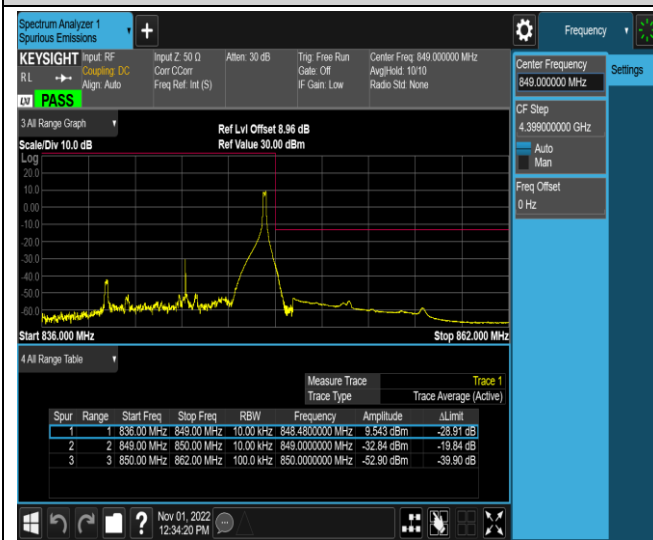 Spectrum Analyzer 1
Spurious Emissions
+
Frequency
KEYSIGHT
RL
Input: RF
Coupling: DC
Align: Auto
Input Z: 50 Ω
Corr CCorr
Freq Ref: Int (S)
Atten: 30 dB
Trig: Free Run
Gate: Off
IF Gain: Low
Center Freq: 849.000000 MHz
Avg|Hold: 10/10
Radio Std: None
LXI PASS
Center Frequency
849.000000 MHz
Settings
CF Step
4.399000000 GHz
Auto
Man
Freq Offset
0 Hz
3 All Range Graph
Ref Lvl Offset 8.96 dB
Scale/Div 10.0 dB Ref Value 30.00 dBm
Log
20.0
10.0
0.00
-10.0
-20.0
-30.0
-40.0
-50.0
-60.0
Start 836.000 MHz Stop 862.000 MHz
4 All Range Table
Measure Trace Trace 1
Trace Type Trace Average (Active)
Spur Range Start Freq Stop Freq RBW Frequency Amplitude ΔLimit
1 1 836.00 MHz 849.00 MHz 10.00 kHz 848.4800000 MHz 9.543 dBm -28.91 dB
2 2 849.00 MHz 850.00 MHz 10.00 kHz 849.0000000 MHz -32.84 dBm -19.84 dB
3 3 850.00 MHz 862.00 MHz 100.0 kHz 850.0000000 MHz -52.90 dBm -39.90 dB
?
Nov 01, 2022
12:34:20 PM